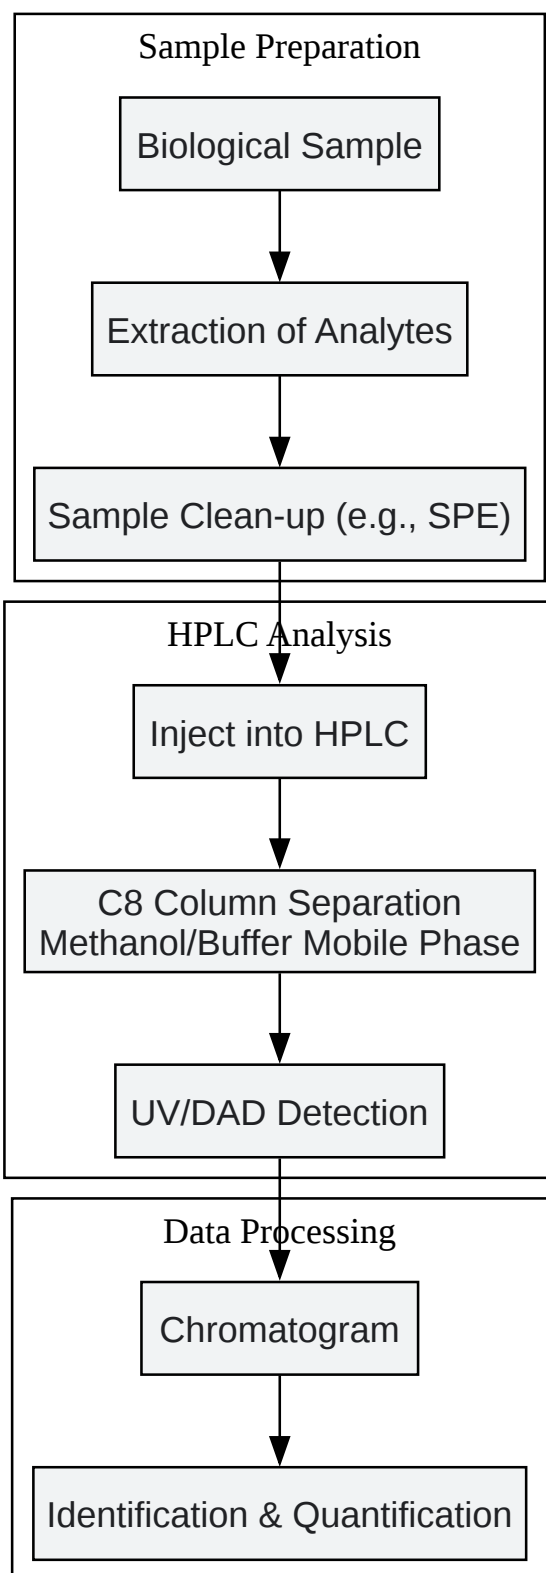 Sample Preparation
Biological Sample
Extraction of Analytes
Sample Clean-up (e.g., SPE)
HPLC Analysis
Inject into HPLC
C8 Column Separation
Methanol/Buffer Mobile Phase
UV/DAD Detection
Data Processing
Chromatogram
Identification & Quantification